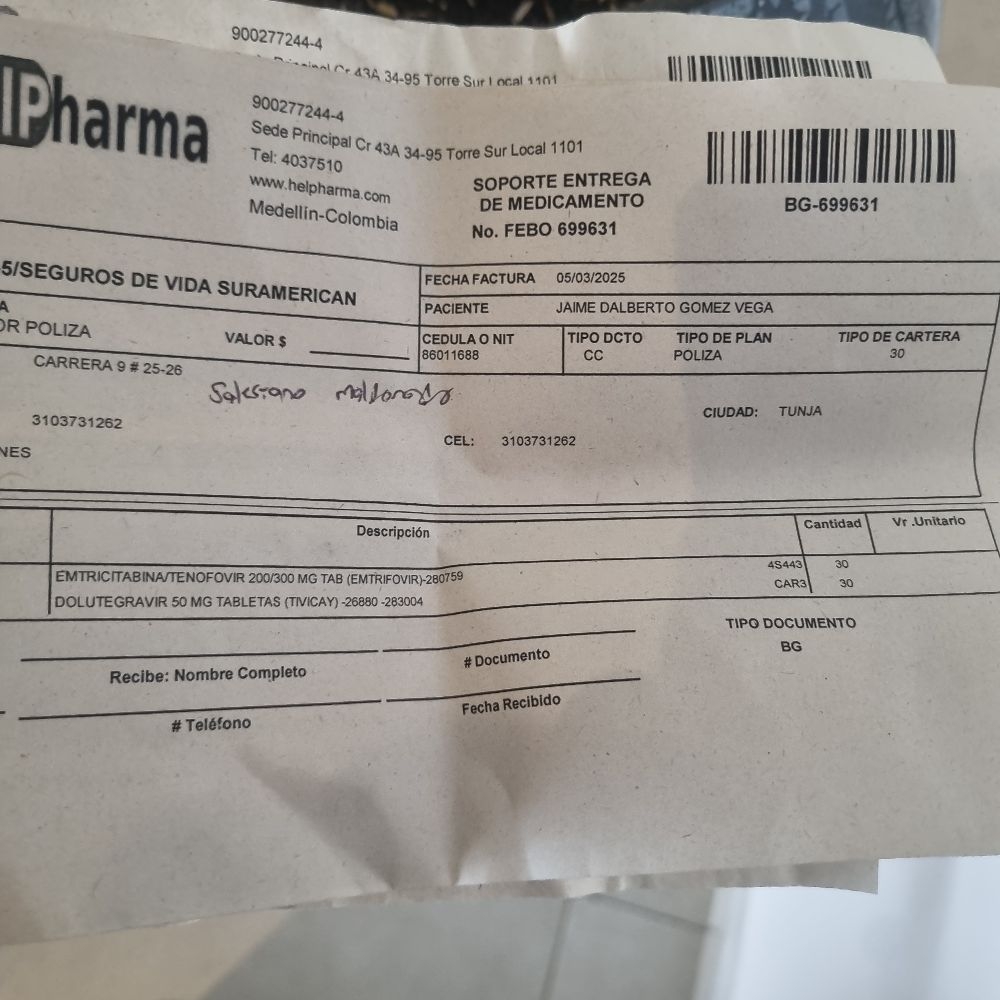 900277244-4
Cr 43A 34-95 Torre Sur Local 1101
Pharma
900277244-4
Sede Principal Cr 43A 34-95 Torre Sur Local 1101
Tel: 4037510
www.helpharma.com
Medellín-Colombia
SOPORTE ENTREGA
DE MEDICAMENTO
No. FEBO 699631
BG-699631
5/SEGUROS DE VIDA SURAMERICAN
FECHA FACTURA 05/03/2025
PACIENTE JAIME DALBERTO GOMEZ VEGA
A
OR POLIZA VALOR $
CEDULA O NIT TIPO DCTO TIPO DE PLAN TIPO DE CARTERA
86011688 CC POLIZA 30
CARRERA 9 # 25-26
Salesiano Maldonado
CIUDAD: TUNJA
3103731262
CEL: 3103731262
NES
Descripción Cantidad Vr .Unitario
EMTRICITABINA/TENOFOVIR 200/300 MG TAB (EMTRIFOVIR)-280759 4S443 30
DOLUTEGRAVIR 50 MG TABLETAS (TIVICAY) -26880 -283004 CAR3 30
TIPO DOCUMENTO
BG
Recibe: Nombre Completo # Documento
# Teléfono Fecha Recibido